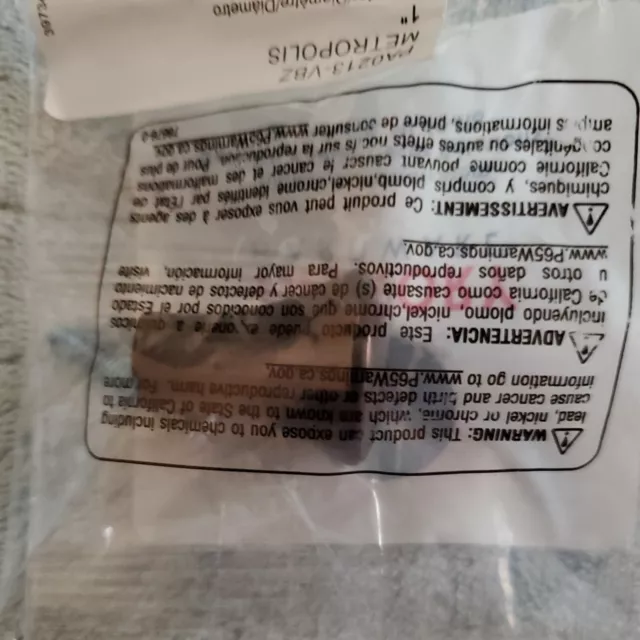 WARNING: This product can expose you to chemicals including
lead, nickel or chrome, which are known to the State of California to
cause cancer and birth defects or other reproductive harm. For more
information go to www.P65Warnings.ca.gov.
ADVERTENCIA: Este producto puede a químicos
incluyendo plomo, nickel,chrome que son conocidos por el Estado
de California como causante (s) de cáncer y defectos de nacimiento
u otros daños reproductivos. Para mayor información, visite
www.P65Warnings.ca.gov.
AVERTISSEMENT: Ce produit peut vous exposer à des agents
chimiques, y compris plomb,nickel,chrome, identifiés par l'État de
Californie comme pouvant causer le cancer et des malformations
congénitales ou autres effets nocifs sur la reproduction. Pour de plus
amples informations, prière de consulter www.P65Warnings.ca.gov.
PA0213-VBZ
METROPOLIS
1"
Diamètre/Diámetro